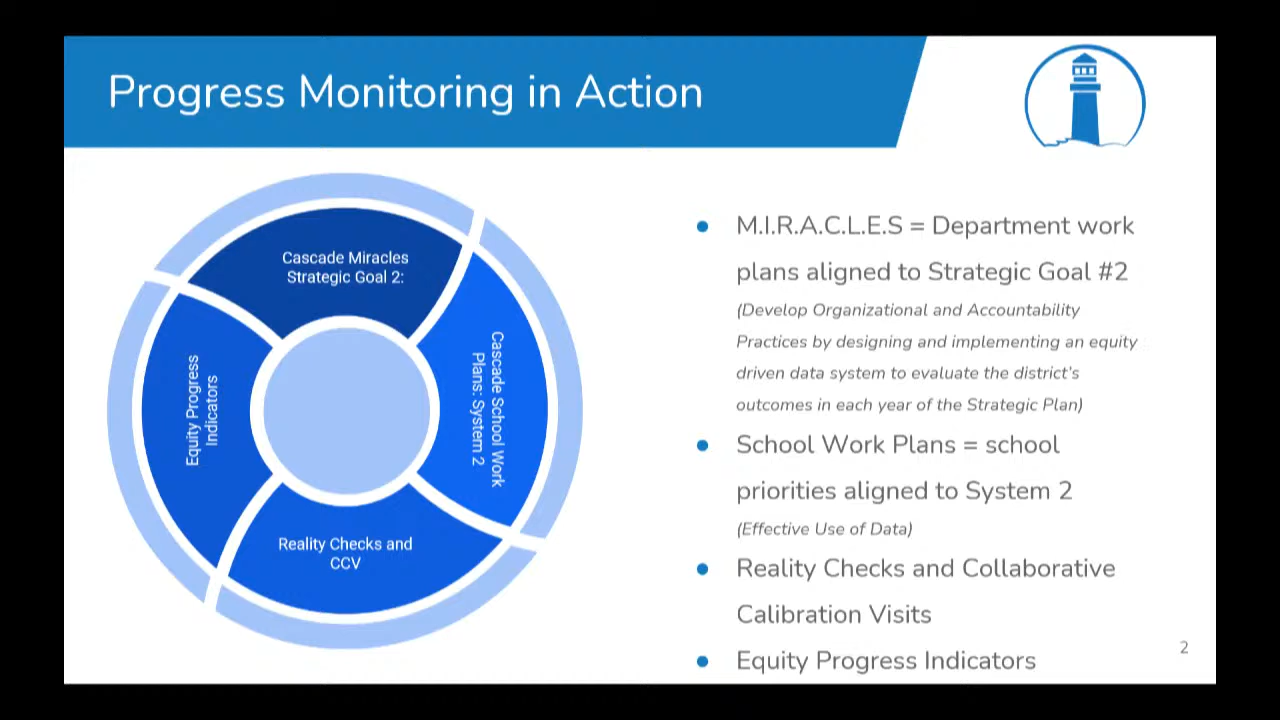 Progress Monitoring in Action
Cascade Miracles
Strategic Goal 2:
Cascade School Work
Plans: System 2
Reality Checks and
CCV
Equity Progress
Indicators
M.I.R.A.C.L.E.S = Department work
plans aligned to Strategic Goal #2
(Develop Organizational and Accountability
Practices by designing and implementing an equity
driven data system to evaluate the district's
outcomes in each year of the Strategic Plan)
School Work Plans = school
priorities aligned to System 2
(Effective Use of Data)
Reality Checks and Collaborative
Calibration Visits
Equity Progress Indicators
2